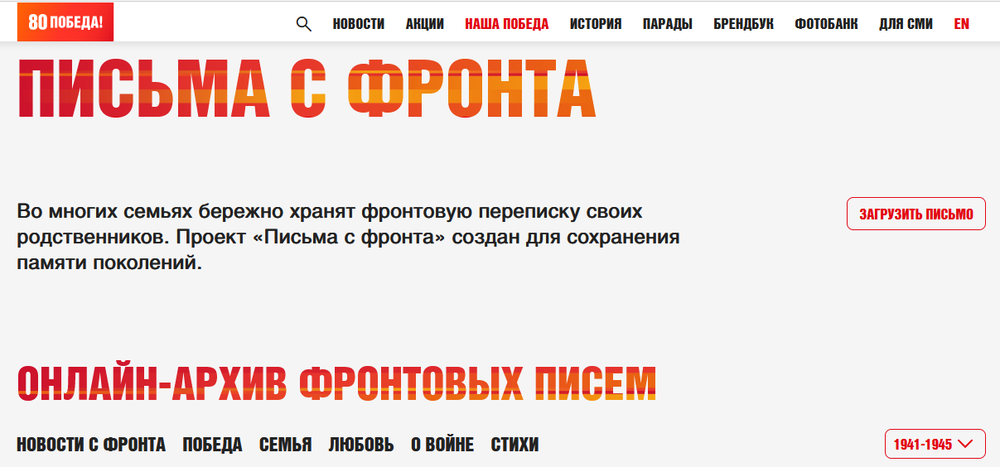 80 ПОБЕДА!
НОВОСТИ АКЦИИ НАША ПОБЕДА ИСТОРИЯ ПАРАДЫ БРЕНДБУК ФОТОБАНК ДЛЯ СМИ EN
ПИСЬМА С ФРОНТА
Во многих семьях бережно хранят фронтовую переписку своих
родственников. Проект «Письма с фронта» создан для сохранения
памяти поколений.
ЗАГРУЗИТЬ ПИСЬМО
ОНЛАЙН-АРХИВ ФРОНТОВЫХ ПИСЕМ
НОВОСТИ С ФРОНТА ПОБЕДА СЕМЬЯ ЛЮБОВЬ О ВОЙНЕ СТИХИ
1941-1945